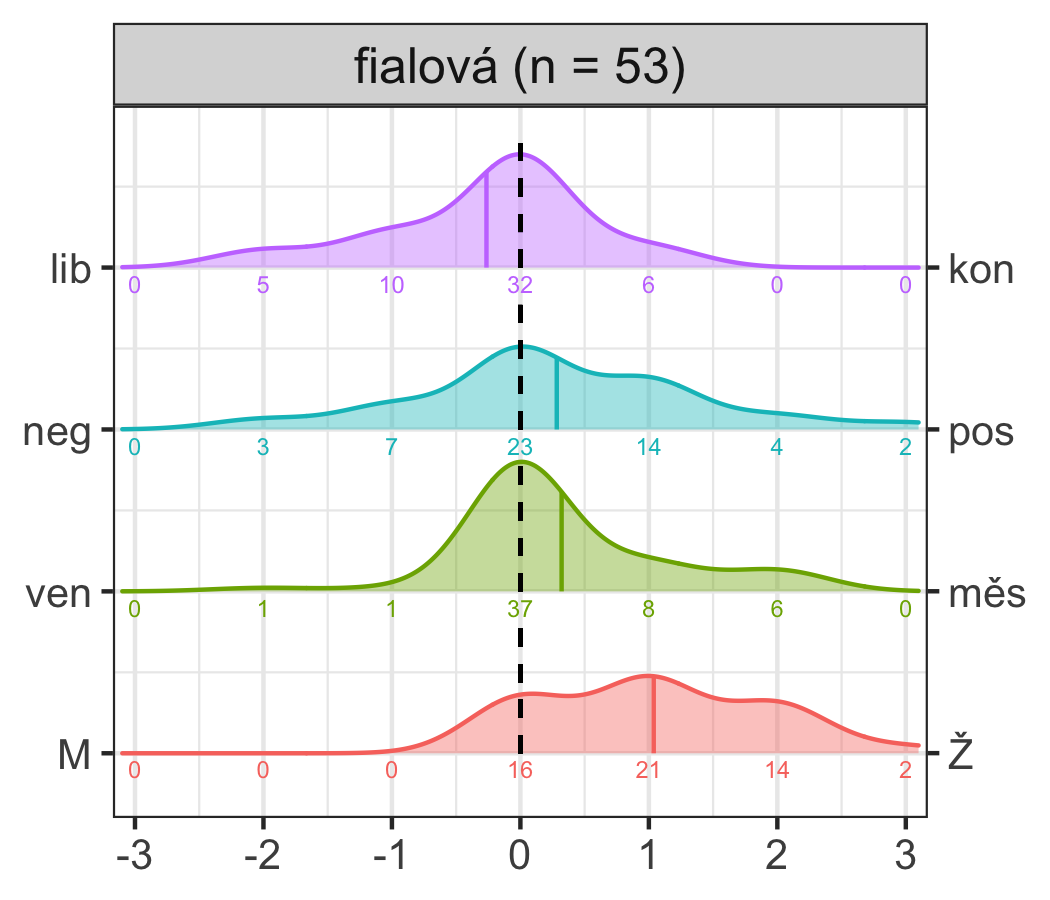 fialová (n = 53)
lib kon
0 5 10 32 6 0 0
neg pos
0 3 7 23 14 4 2
ven měs
0 1 1 37 8 6 0
M Ž
0 0 0 16 21 14 2
-3 -2 -1 0 1 2 3